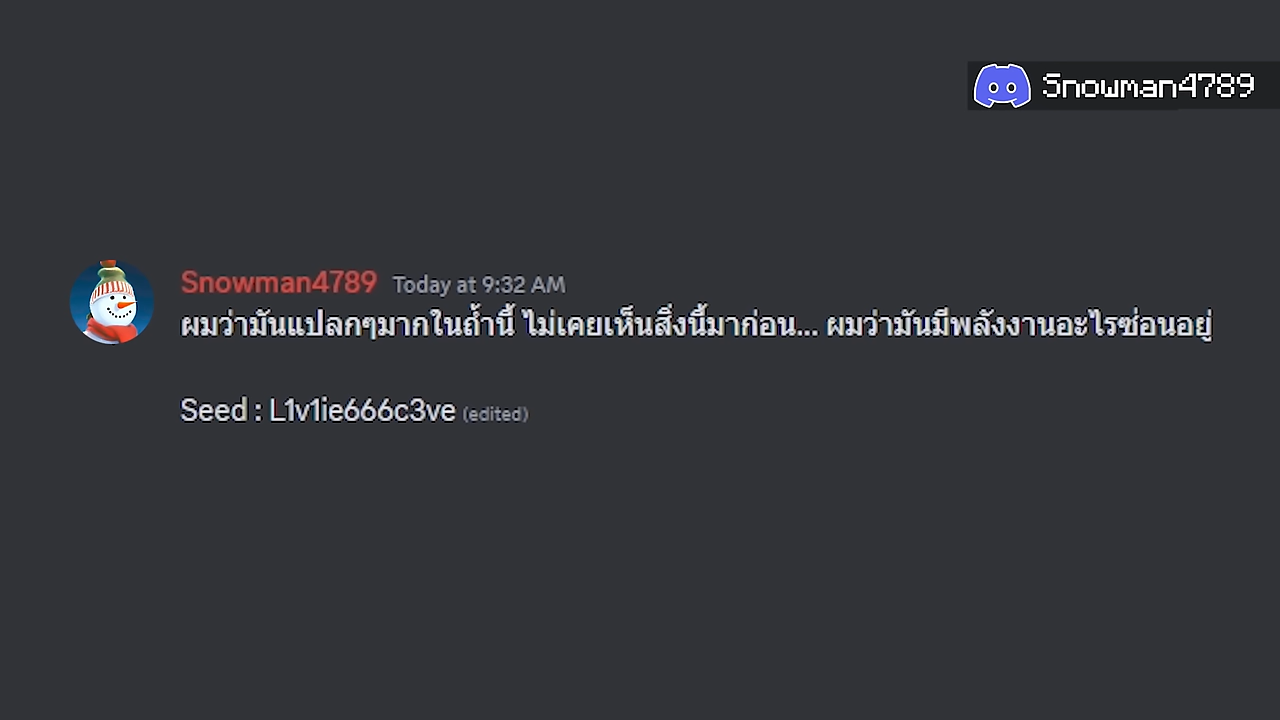 Snowman4789
Snowman4789 Today at 9:32 AM
ผมว่ามันแปลกๆมากในถ้ำนี้ ไม่เคยเห็นสิ่งนี้มาก่อน... ผมว่ามันมีพลังงานอะไรซ่อนอยู่
Seed : L1v1ie666c3ve (edited)